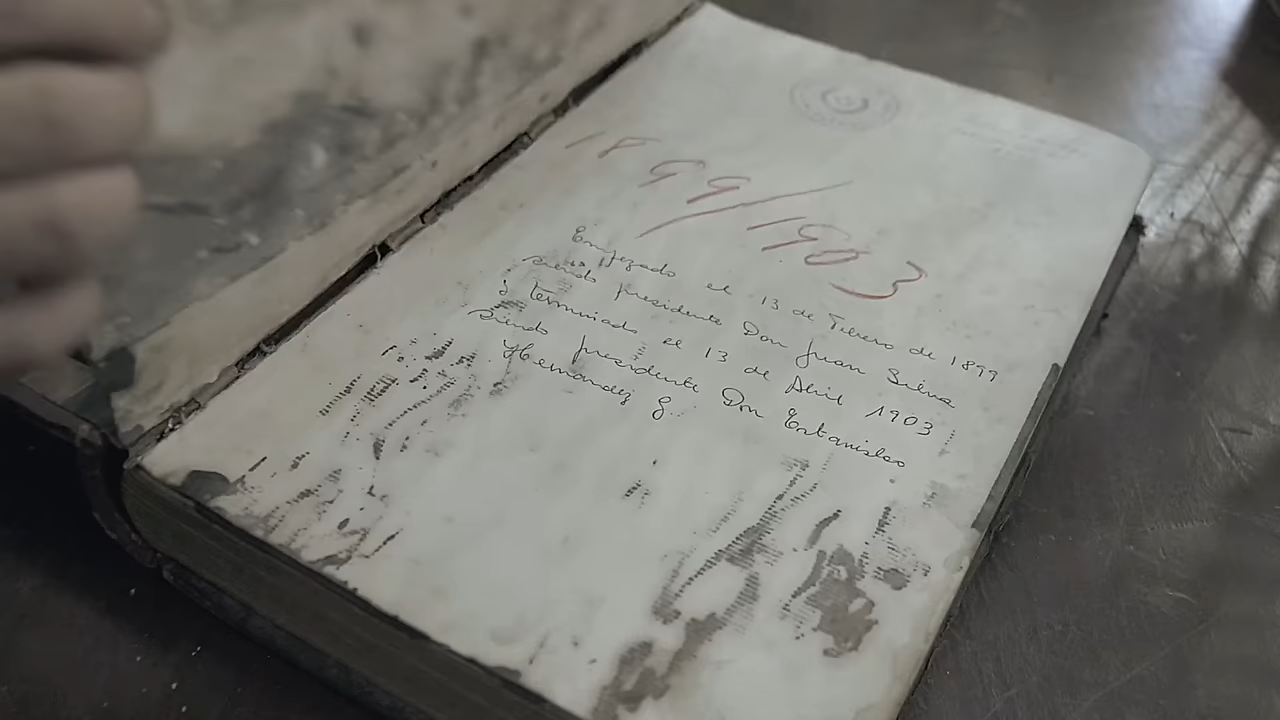 1899/1903
Empezado el 13 de Febrero de 1899
siendo presidente Don Juan Silva
y terminado el 13 de Abril 1903
siendo presidente Don Estanislao
Hernandez G.